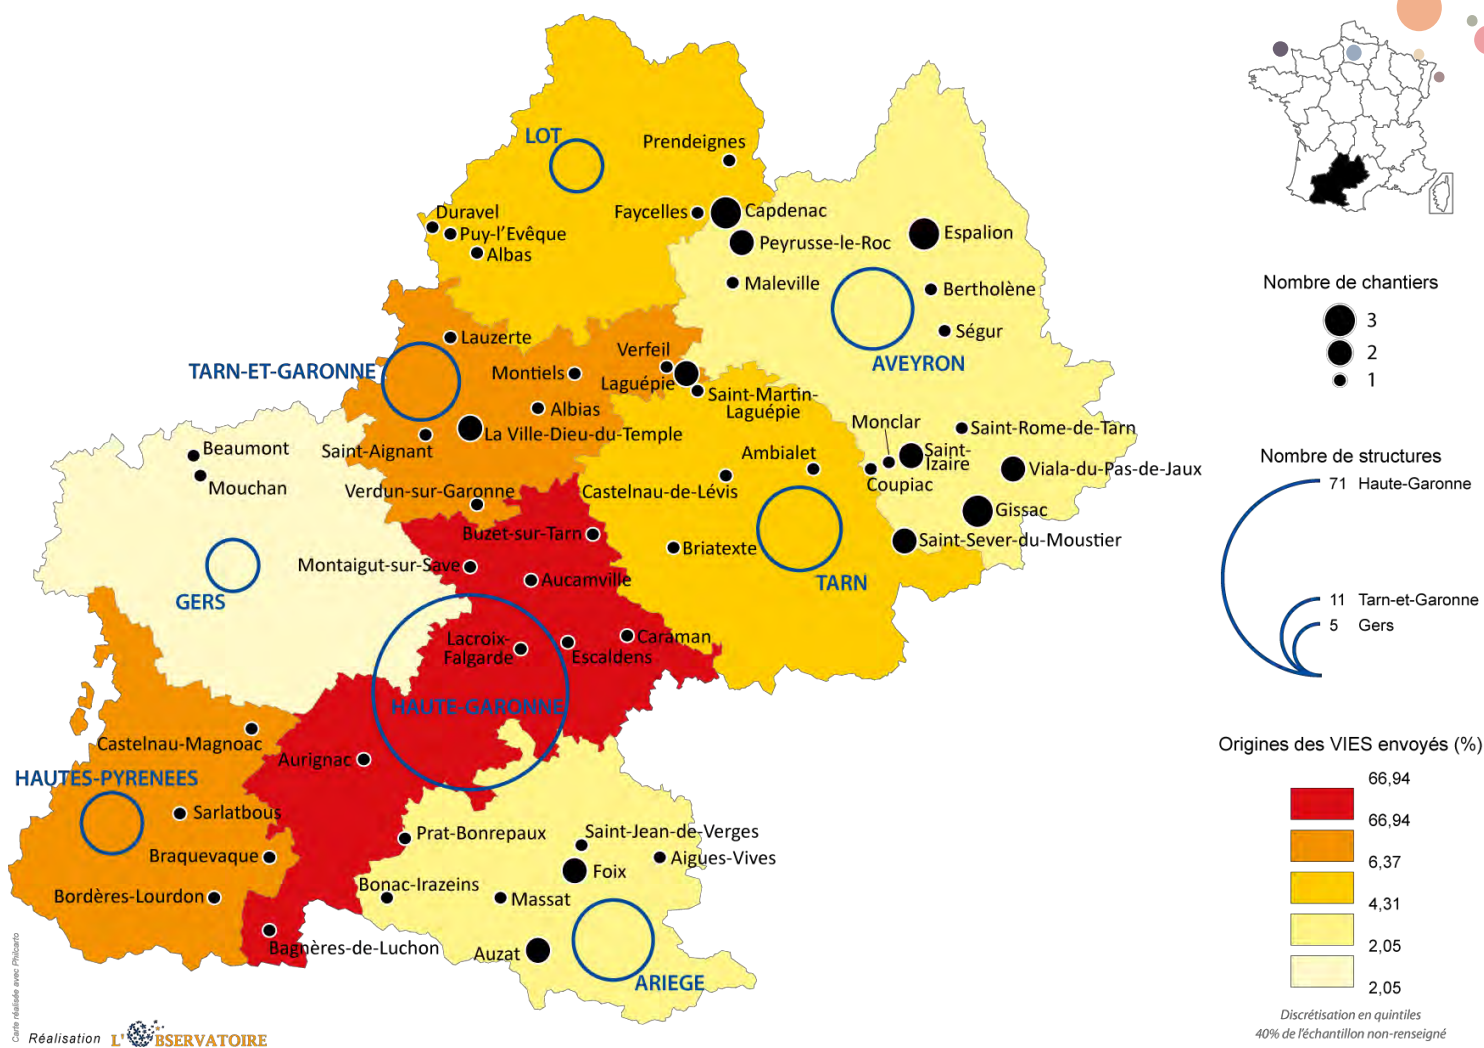 LOT
Prendeignes
Duravel
Faycelles
Capdenac
Puy-l'Evêque
Albas
Peyrusse-le-Roc
Espalion
Maleville
Bertholène
Ségur
AVEYRON
Lauzerte
TARN-ET-GARONNE
Montiels
Verfeil
Laguépie
Saint-Martin-
Laguépie
Albias
La Ville-Dieu-du-Temple
Saint-Aignant
Verdun-sur-Garonne
Monclar
Saint-Rome-de-Tarn
Saint-
Izaire
Coupiac
Viala-du-Pas-de-Jaux
Gissac
Saint-Sever-du-Moustier
Ambialet
Castelnau-de-Lévis
Briatexte
TARN
Beaumont
Mouchan
GERS
Buzet-sur-Tarn
Montaigut-sur-Save
Aucamville
Lacroix-
Falgarde
Escaldens
Caraman
HAUTE-GARONNE
Aurignac
Castelnau-Magnoac
HAUTES-PYRENEES
Sarlatbous
Braquevaque
Bordères-Lourdon
Bagnères-de-Luchon
Prat-Bonrepaux
Saint-Jean-de-Verges
Aigues-Vives
Foix
Bonac-Irazeins
Massat
Auzat
ARIEGE
Nombre de chantiers
3
2
1
Nombre de structures
71 Haute-Garonne
11 Tarn-et-Garonne
5 Gers
Origines des VIES envoyés (%)
66,94
66,94
6,37
4,31
2,05
2,05
Discrétisation en quintiles
40% de l'échantillon non-renseigné
Carte réalisée avec Philcarto
Réalisation L'OBSERVATOIRE